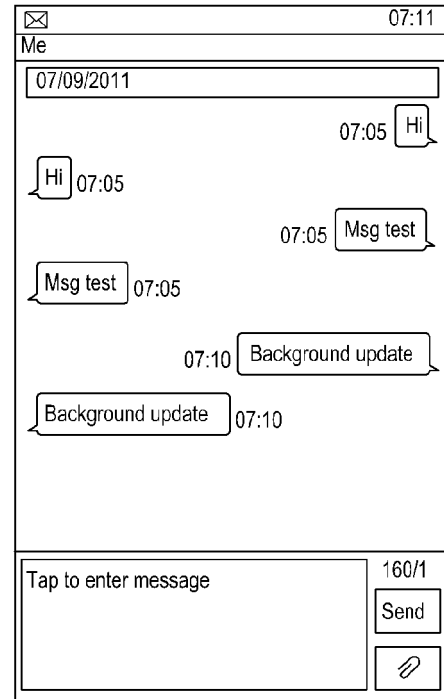 07:11
Me
07/09/2011
07:05 Hi
Hi 07:05
07:05 Msg test
Msg test 07:05
07:10 Background update
Background update 07:10
Tap to enter message
160/1
Send